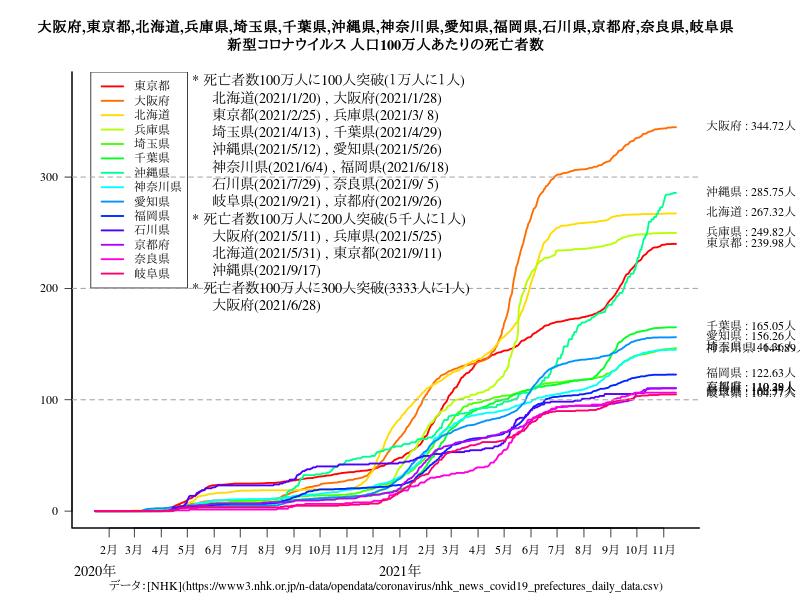 大阪府,東京都,北海道,兵庫県,埼玉県,千葉県,沖縄県,神奈川県,愛知県,福岡県,石川県,京都府,奈良県,岐阜県
新型コロナウイルス 人口100万人あたりの死亡者数
東京都
大阪府
北海道
兵庫県
埼玉県
千葉県
沖縄県
神奈川県
愛知県
福岡県
石川県
京都府
奈良県
岐阜県
* 死亡者数100万人に100人突破(1万人に1人)
北海道(2021/1/20) , 大阪府(2021/1/28)
東京都(2021/2/25) , 兵庫県(2021/3/ 8)
埼玉県(2021/4/13) , 千葉県(2021/4/29)
沖縄県(2021/5/12) , 愛知県(2021/5/26)
神奈川県(2021/6/4) , 福岡県(2021/6/18)
石川県(2021/7/29) , 奈良県(2021/9/ 5)
岐阜県(2021/9/21) , 京都府(2021/9/26)
* 死亡者数100万人に200人突破(5千人に1人)
大阪府(2021/5/11) , 兵庫県(2021/5/25)
北海道(2021/5/31) , 東京都(2021/9/11)
沖縄県(2021/9/17)
* 死亡者数100万人に300人突破(3333人に1人)
大阪府(2021/6/28)
大阪府 : 344.72人
沖縄県 : 285.75人
北海道 : 267.32人
兵庫県 : 249.82人
東京都 : 239.98人
千葉県 : 165.05人
愛知県 : 156.26人
福岡県 : 122.63人
岐阜県 : 104.77人
300
200
100
0
2月 3月 4月 5月 6月 7月 8月 9月 10月 11月 12月 1月 2月 3月 4月 5月 6月 7月 8月 9月 10月 11月
2020年 2021年
データ:[NHK](https://www3.nhk.or.jp/n-data/opendata/coronavirus/nhk_news_covid19_prefectures_daily_data.csv)